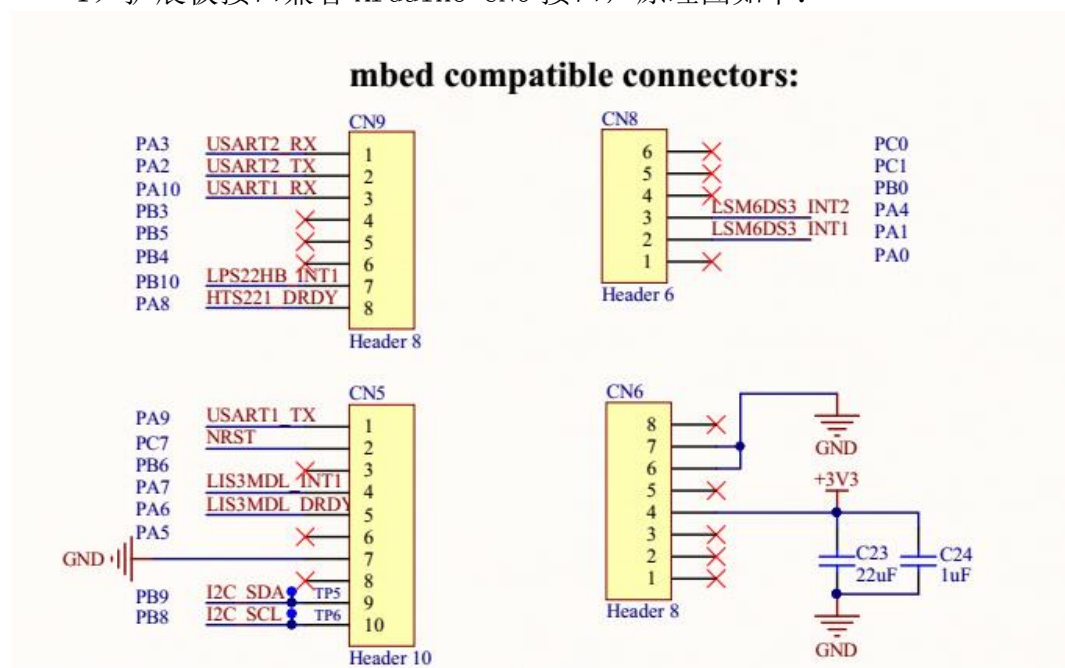 mbed compatible connectors:
CN9
PA3 USART2_RX 1
PA2 USART2_TX 2
PA10 USART1_RX 3
PB3 4
PB5 5
PB4 6
PB10 LPS22HB_INT1 7
PA8 HTS221_DRDY 8
Header 8
CN8
6 PC0
5 PC1
4 PB0
3 LSM6DS3_INT2 PA4
2 LSM6DS3_INT1 PA1
1 PA0
Header 6
CN5
PA9 USART1_TX 1
PC7 NRST 2
PB6 3
PA7 LIS3MDL_INT1 4
PA6 LIS3MDL_DRDY 5
PA5 6
GND 7
8
PB9 I2C_SDA TP5 9
PB8 I2C_SCL TP6 10
Header 10
CN6
8
7
GND
6
+3V3
5
4
3
C23 C24
2
22uF 1uF
1
Header 8
GND